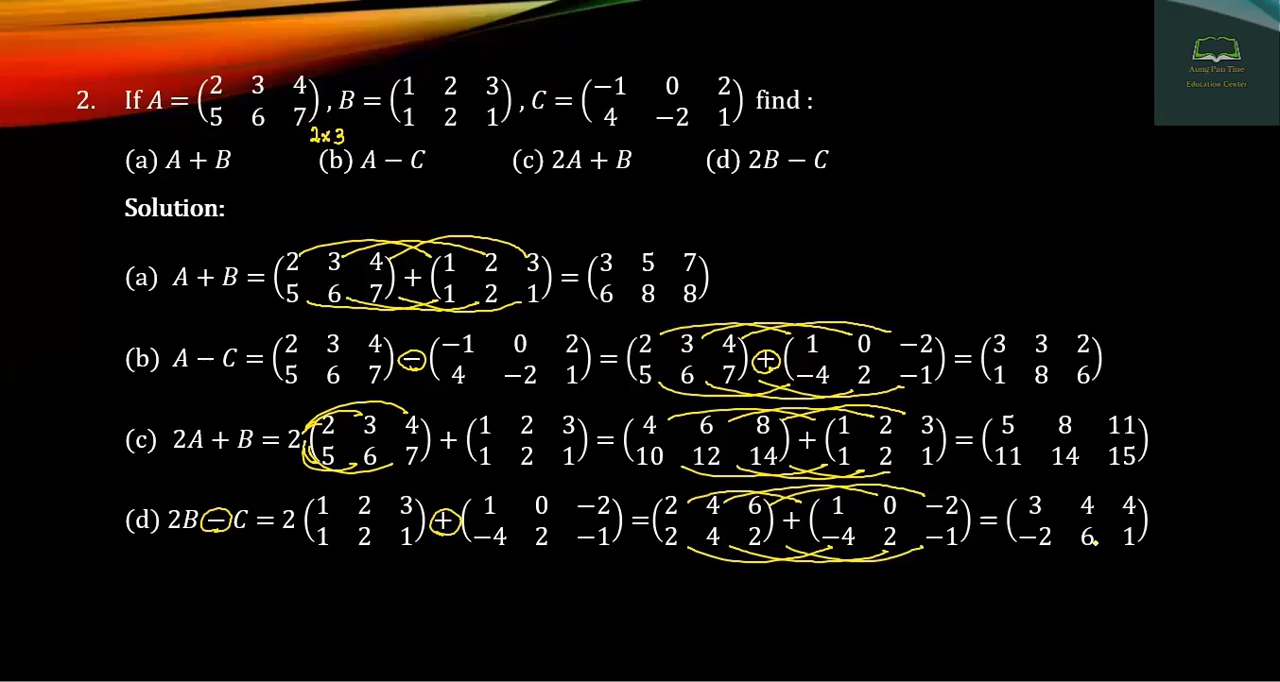 Aung Pan Tine
Education Center
2. If A = (2 3 4 / 5 6 7), B = (1 2 3 / 1 2 1), C = (−1 0 2 / 4 −2 1) find :
2×3
(a) A + B (b) A − C (c) 2A + B (d) 2B − C
Solution:
(a) A + B = (2 3 4 / 5 6 7) + (1 2 3 / 1 2 1) = (3 5 7 / 6 8 8)
(b) A − C = (2 3 4 / 5 6 7) − (−1 0 2 / 4 −2 1) = (2 3 4 / 5 6 7) + (1 0 −2 / −4 2 −1) = (3 3 2 / 1 8 6)
(c) 2A + B = 2 (2 3 4 / 5 6 7) + (1 2 3 / 1 2 1) = (4 6 8 / 10 12 14) + (1 2 3 / 1 2 1) = (5 8 11 / 11 14 15)
(d) 2B − C = 2 (1 2 3 / 1 2 1) + (1 0 −2 / −4 2 −1) = (2 4 6 / 2 4 2) + (1 0 −2 / −4 2 −1) = (3 4 4 / −2 6 1)